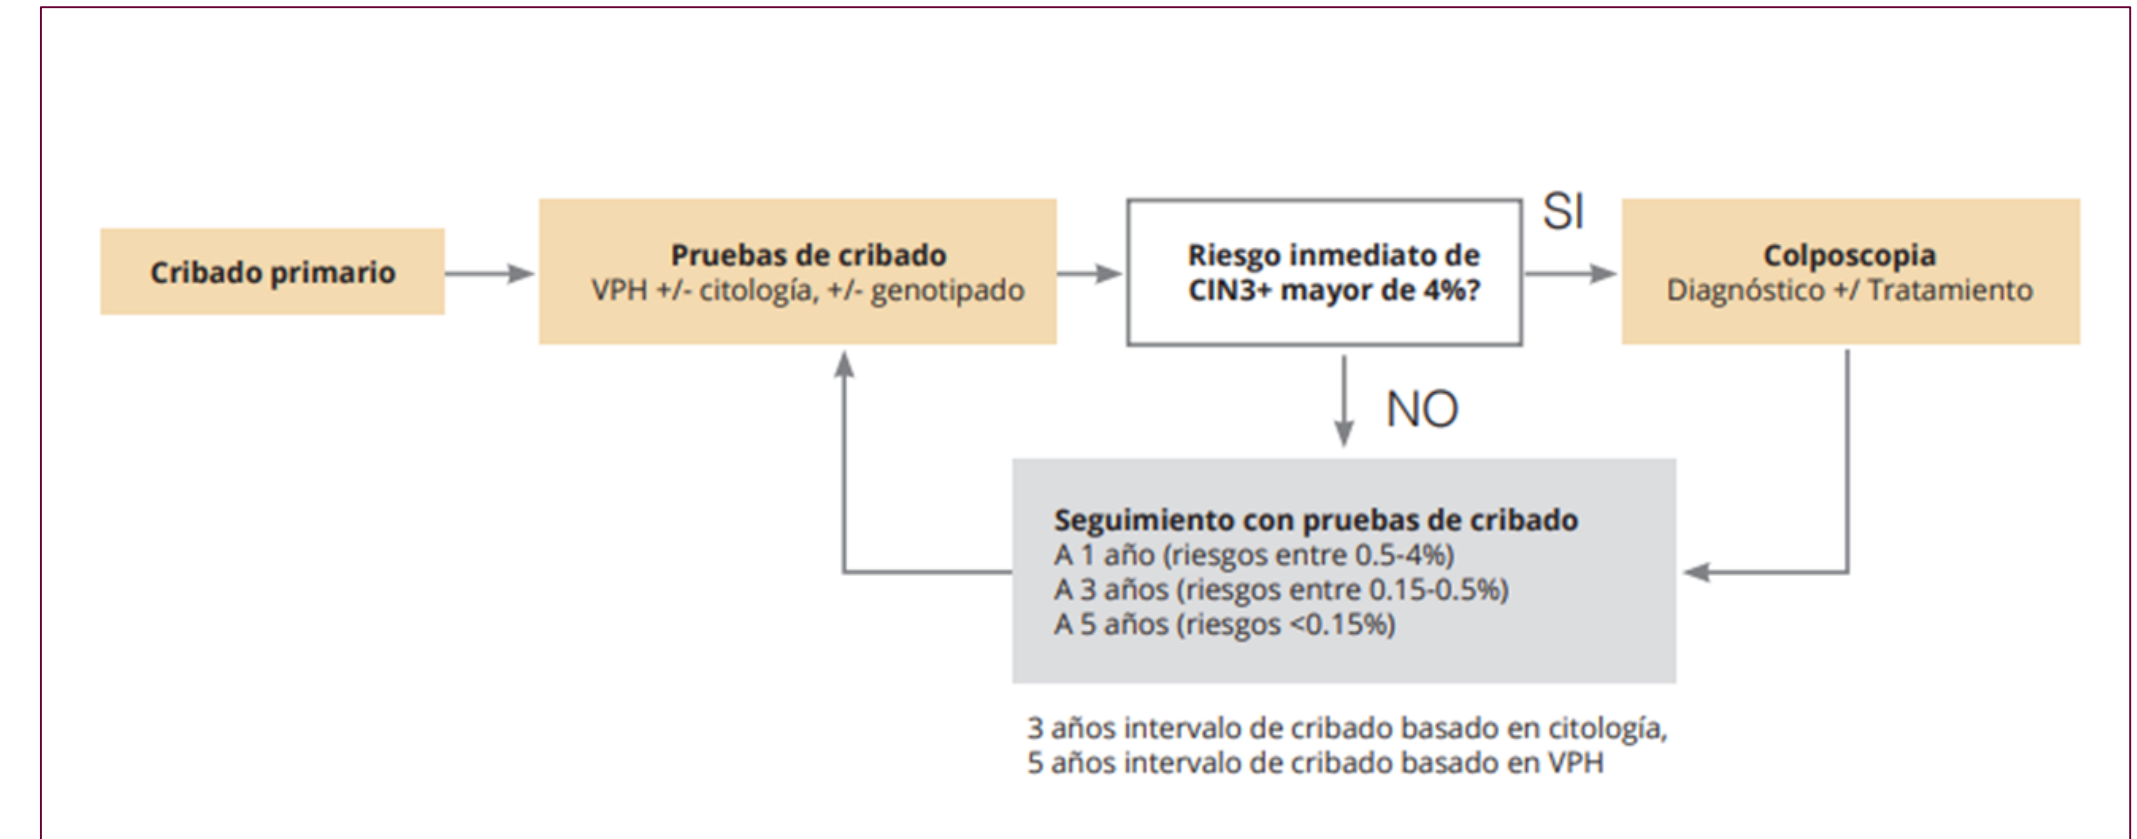 Cribado primario
Pruebas de cribado
VPH +/- citología, +/- genotipado
Riesgo inmediato de
CIN3+ mayor de 4%?
SI
Colposcopia
Diagnóstico +/ Tratamiento
NO
Seguimiento con pruebas de cribado
A 1 año (riesgos entre 0.5-4%)
A 3 años (riesgos entre 0.15-0.5%)
A 5 años (riesgos <0.15%)
3 años intervalo de cribado basado en citología,
5 años intervalo de cribado basado en VPH